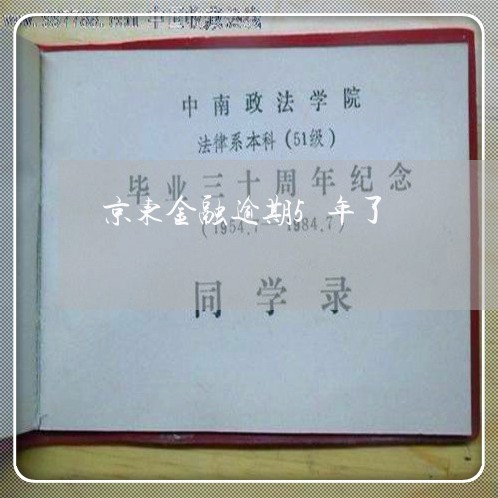 中南政法学院
法律系本科(51级)
毕业三十周年纪念
京东金融逾期5 年了
(1954.7 1984.7)
同学录